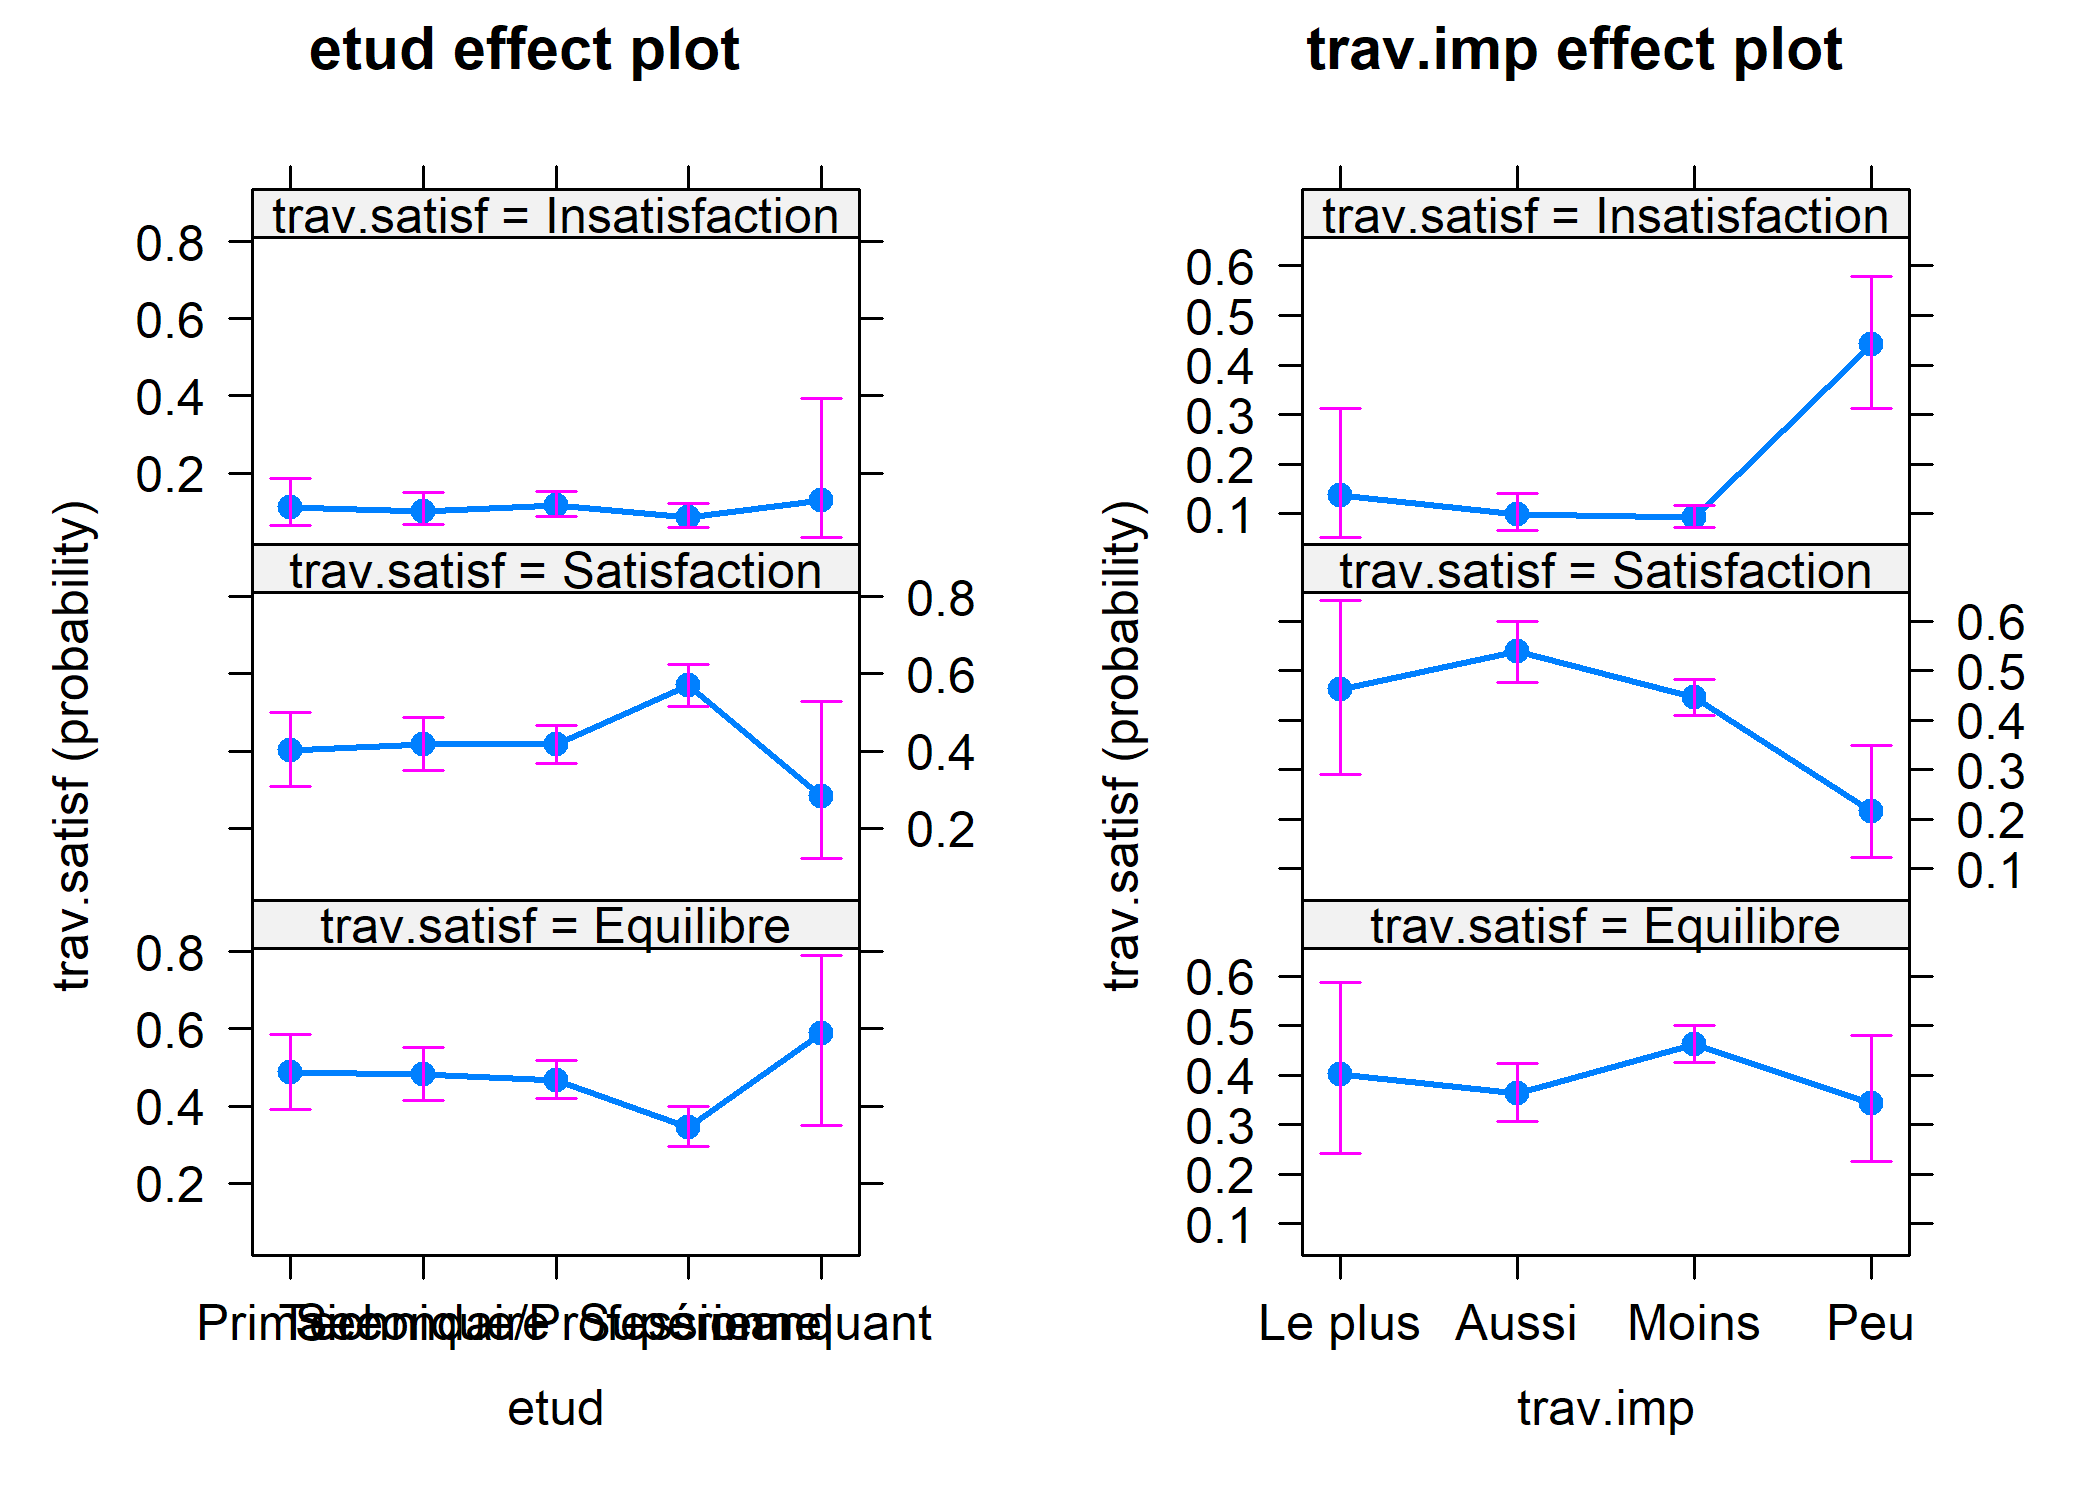 etud effect plot
trav.satisf (probability)
trav.satisf = Insatisfaction
0.8
0.6
0.4
0.2
trav.satisf = Satisfaction
0.8
0.6
0.4
0.2
trav.satisf = Equilibre
0.8
0.6
0.4
0.2
etud
trav.imp effect plot
trav.satisf (probability)
trav.satisf = Insatisfaction
0.6
0.5
0.4
0.3
0.2
0.1
trav.satisf = Satisfaction
0.6
0.5
0.4
0.3
0.2
0.1
trav.satisf = Equilibre
0.6
0.5
0.4
0.3
0.2
0.1
Le plus Aussi Moins Peu
trav.imp